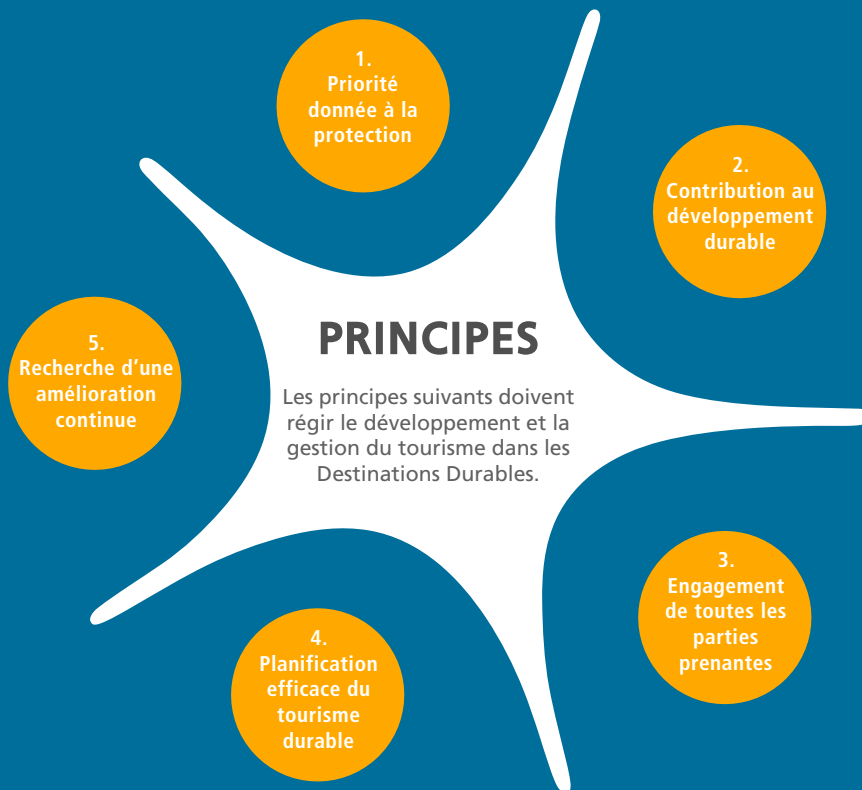 1.
Priorité
donnée à la
protection
2.
Contribution au
développement
durable
PRINCIPES
Les principes suivants doivent
régir le développement et la
gestion du tourisme dans les
Destinations Durables.
3.
Engagement
de toutes les
parties
prenantes
4.
Planification
efficace du
tourisme
durable
5.
Recherche d’une
amélioration
continue